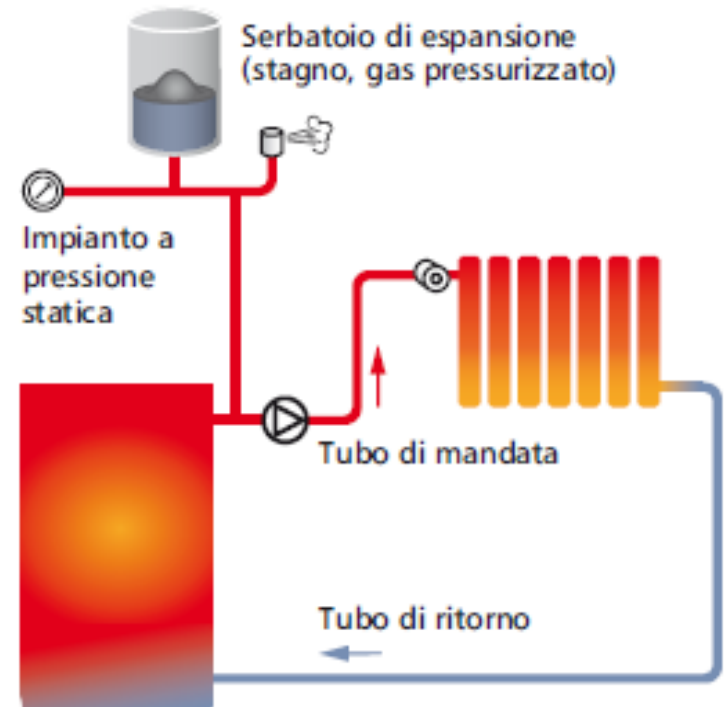 Serbatoio di espansione
(stagno, gas pressurizzato)
Impianto a
pressione
statica
Tubo di mandata
Tubo di ritorno